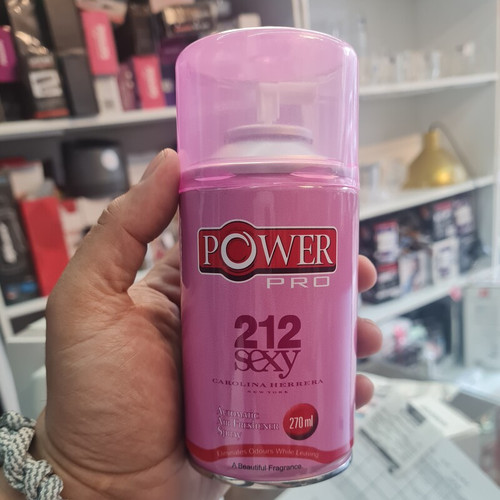 POWER
PRO
212
sexy
CAROLINA HERRERA
NEW YORK
AUTOMATIC
AIR FRESHENER
SPRAY
270 ml
Eliminates Odours While Leaving
A Beautiful Fragrance